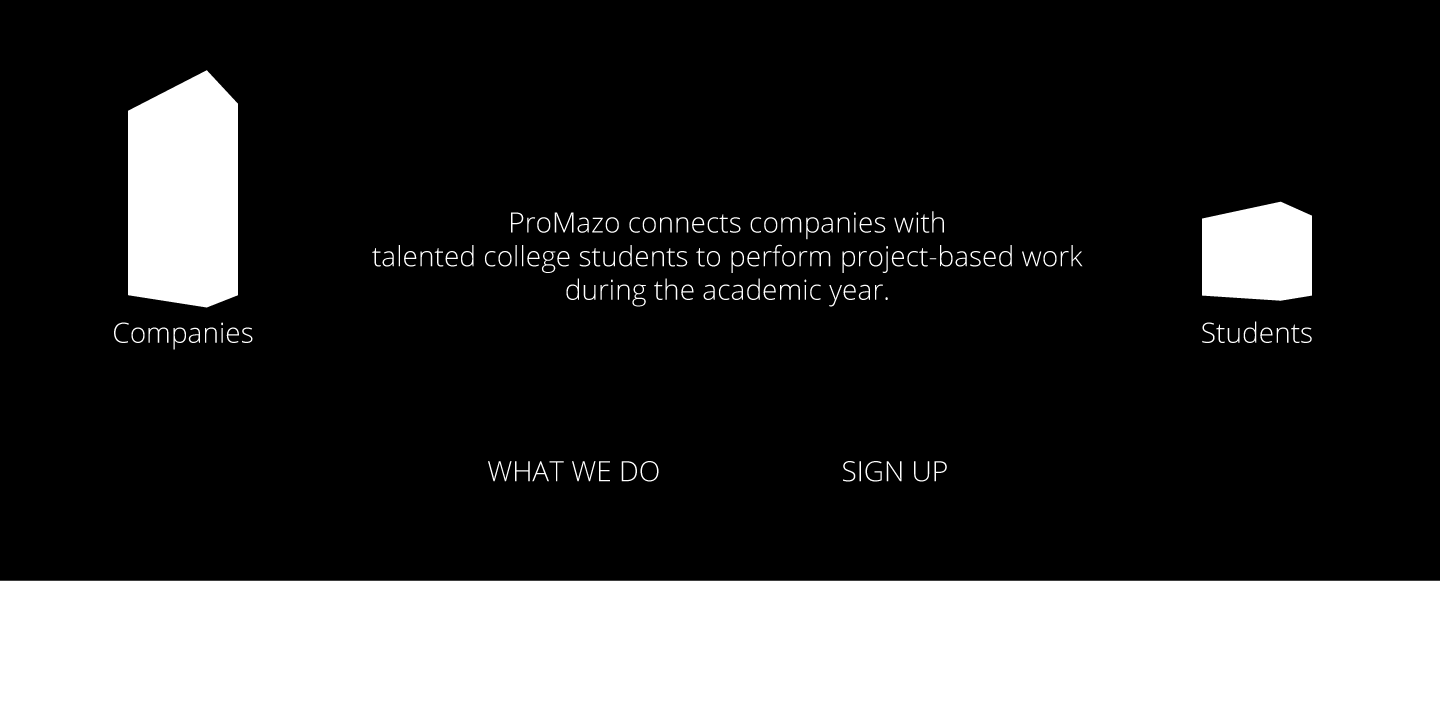 ProMazo connects companies with
talented college students to perform project-based work
during the academic year.
Companies
Students
WHAT WE DO
SIGN UP